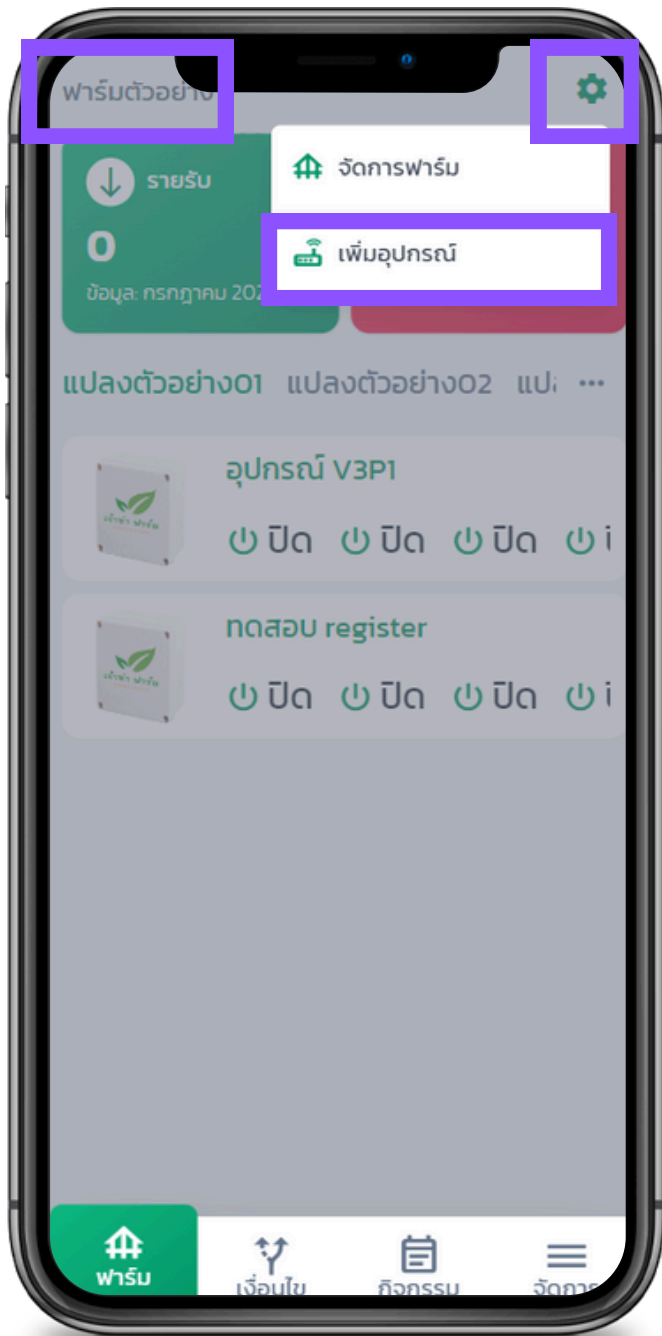 ฟาร์มตัวอย่าง
จัดการฟาร์ม
เพิ่มอุปกรณ์
รายรับ
0
ข้อมูล: กรกฎาคม
แปลงตัวอย่าง01 แปลงตัวอย่าง02
อุปกรณ์ V3P1
ปิด ปิด ปิด
ทดสอบ register
ปิด ปิด ปิด
ฟาร์ม เงื่อนไข กิจกรรม จัดการ